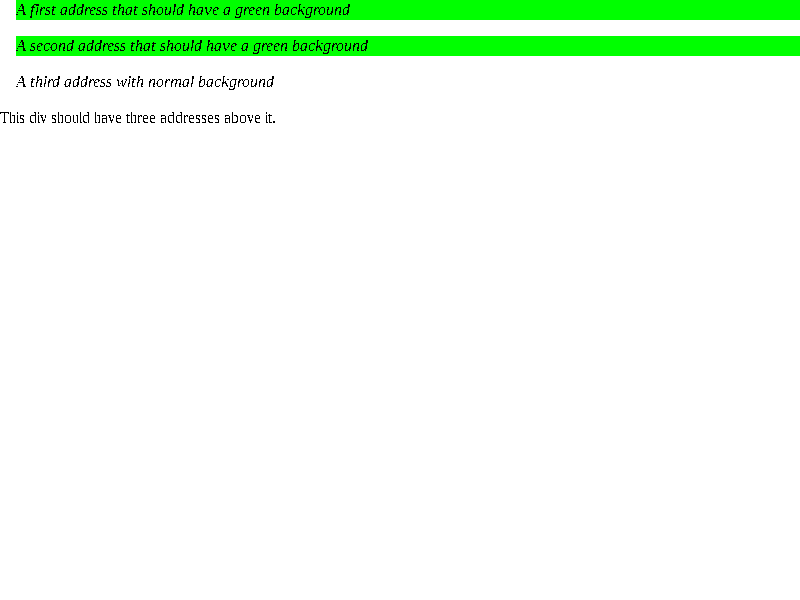 A first address that should have a green background
A second address that should have a green background
A third address with normal background
This div should have three addresses above it.